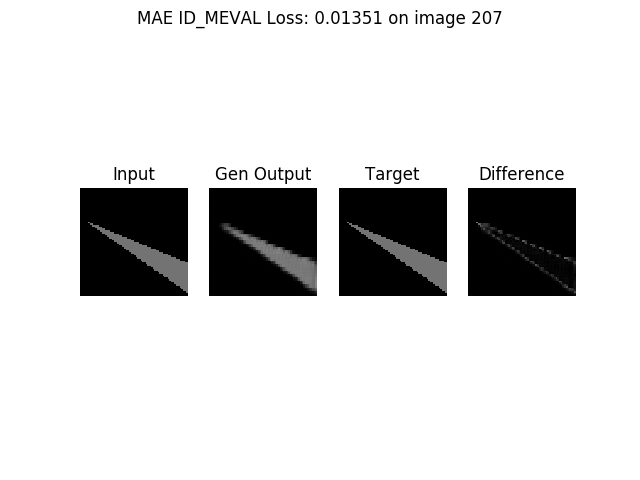 MAE ID_MEVAL Loss: 0.01351 on image 207
Input
Gen Output
Target
Difference